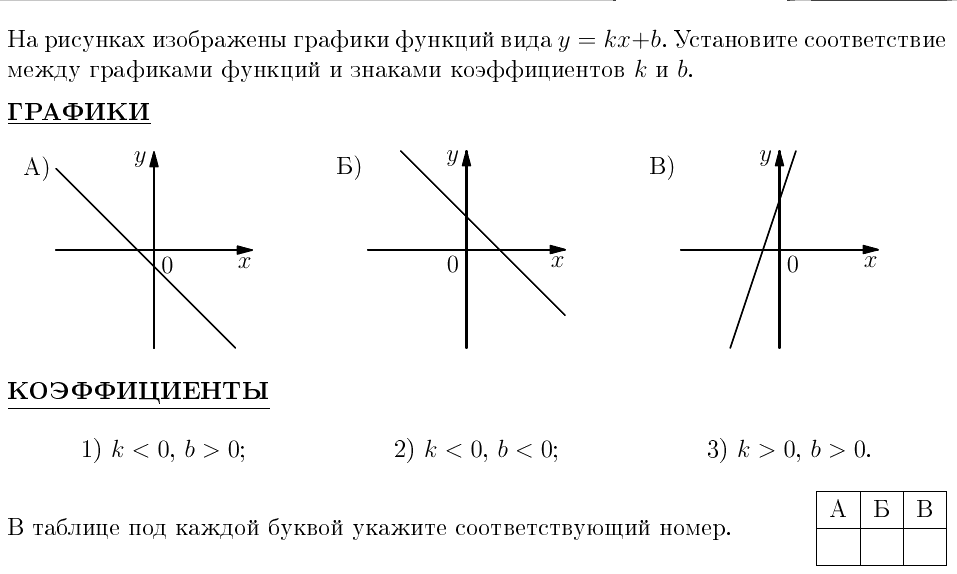 На рисунках изображены графики функций вида y = kx+b. Установите соответствие
между графиками функций и знаками коэффициентов k и b.
ГРАФИКИ
А) y 0 x Б) y 0 x В) y 0 x
КОЭФФИЦИЕНТЫ
1) k < 0, b > 0; 2) k < 0, b < 0; 3) k > 0, b > 0.
В таблице под каждой буквой укажите соответствующий номер.
А Б В